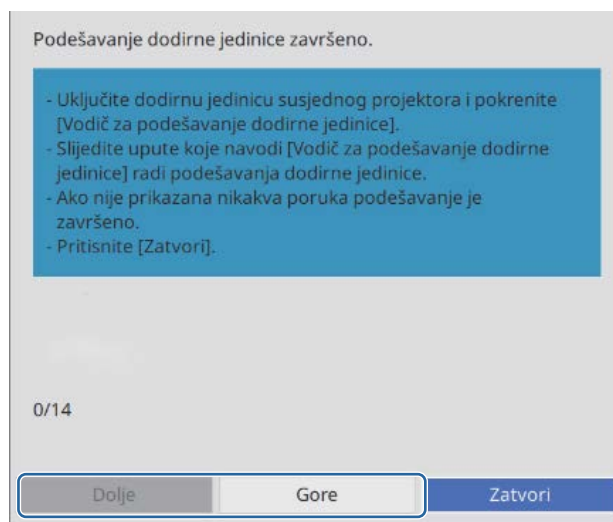 Podešavanje dodirne jedinice završeno.
- Uključite dodirnu jedinicu susjednog projektora i pokrenite
[Vodič za podešavanje dodirne jedinice].
- Slijedite upute koje navodi [Vodič za podešavanje dodirne
jedinice] radi podešavanja dodirne jedinice.
- Ako nije prikazana nikakva poruka podešavanje je
završeno.
- Pritisnite [Zatvori].
0/14
Dolje Gore Zatvori